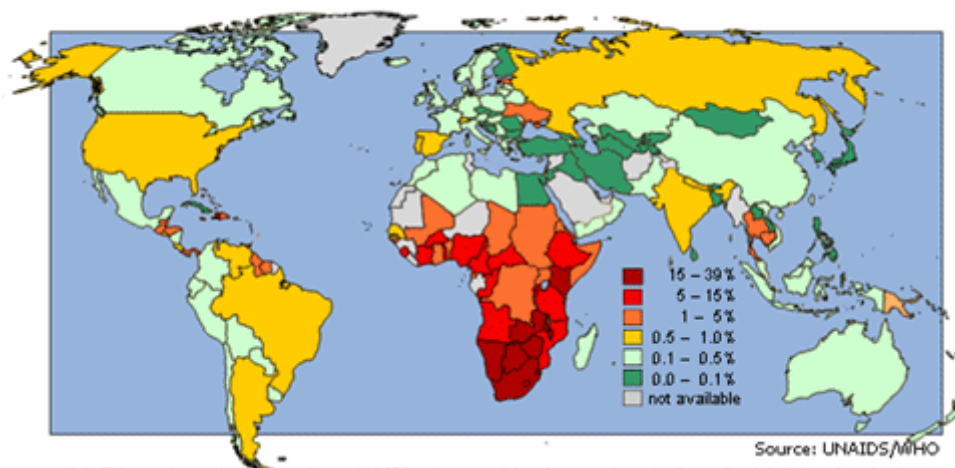 15 – 39%
5 – 15%
1 – 5%
0.5 – 1.0%
0.1 – 0.5%
0.0 – 0.1%
not available
Source: UNAIDS/WHO